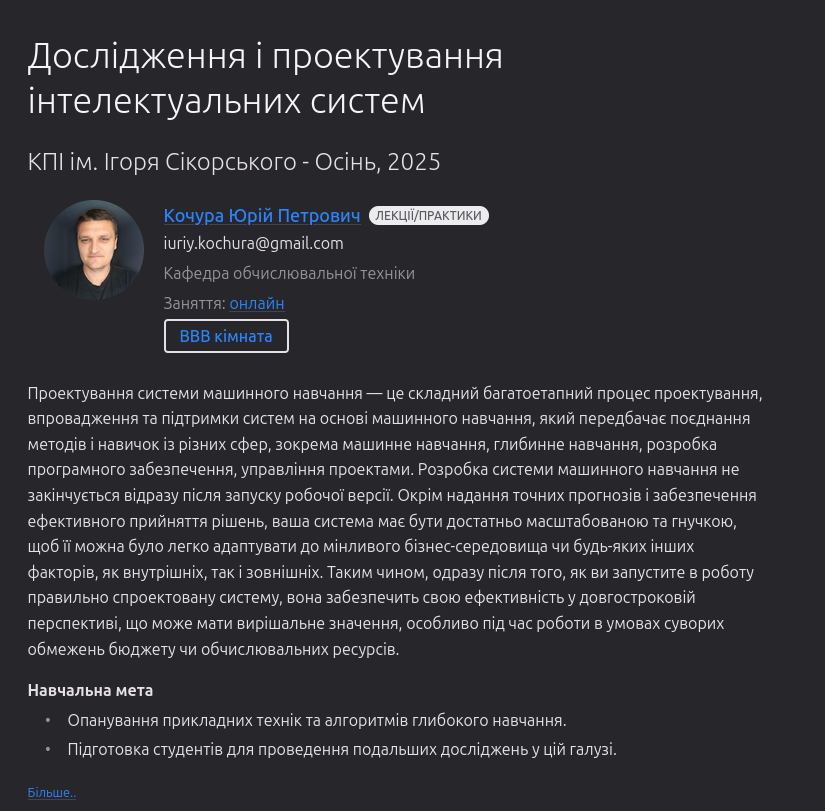 Дослідження і проектування
інтелектуальних систем
КПІ ім. Ігоря Сікорського - Осінь, 2025
Кочура Юрій Петрович ЛЕКЦІЇ/ПРАКТИКИ
iuriy.kochura@gmail.com
Кафедра обчислювальної техніки
Заняття: онлайн
BBB кімната
Проектування системи машинного навчання — це складний багатоетапний процес проектування,
впровадження та підтримки систем на основі машинного навчання, який передбачає поєднання
методів і навичок із різних сфер, зокрема машинне навчання, глибинне навчання, розробка
програмного забезпечення, управління проектами. Розробка системи машинного навчання не
закінчується відразу після запуску робочої версії. Окрім надання точних прогнозів і забезпечення
ефективного прийняття рішень, ваша система має бути достатньо масштабованою та гнучкою,
щоб її можна було легко адаптувати до мінливого бізнес-середовища чи будь-яких інших
факторів, як внутрішніх, так і зовнішніх. Таким чином, одразу після того, як ви запустите в роботу
правильно спроектовану систему, вона забезпечить свою ефективність у довгостроковій
перспективі, що може мати вирішальне значення, особливо під час роботи в умовах суворих
обмежень бюджету чи обчислювальних ресурсів.
Навчальна мета
• Опанування прикладних технік та алгоритмів глибокого навчання.
• Підготовка студентів для проведення подальших досліджень у цій галузі.
Більше..